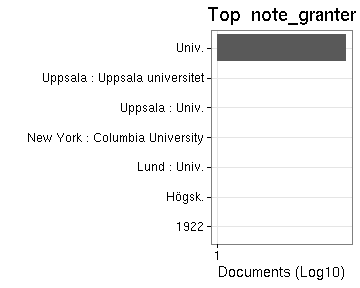 Top note_granter
Univ.
Uppsala : Uppsala universitet
Uppsala : Univ.
New York : Columbia University
Lund : Univ.
Högsk.
1922
1
Documents (Log10)